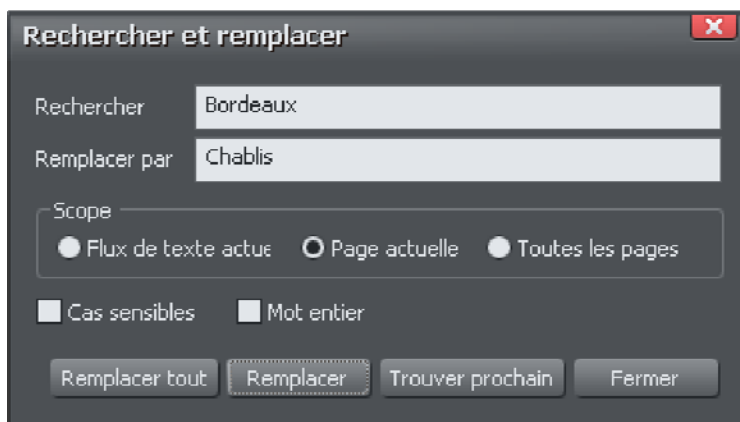 Rechercher et remplacer
Rechercher Bordeaux
Remplacer par Chablis
Scope
Flux de texte actue Page actuelle Toutes les pages
Cas sensibles Mot entier
Remplacer tout Remplacer Trouver prochain Fermer